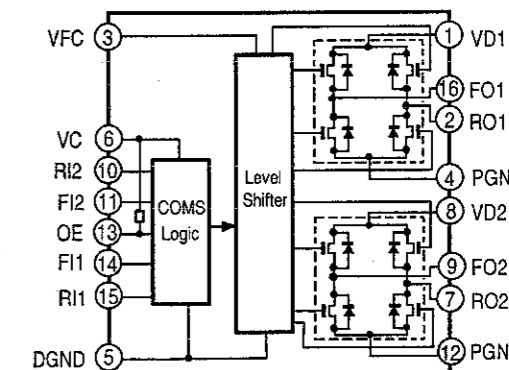 VFC 3
VC 6
RI2 10
FI2 11
OE 13
FI1 14
RI1 15
DGND 5
COMS
Logic
Level
Shifter
1 VD1
16 FO1
2 RO1
4 PGN
8 VD2
9 FO2
7 RO2
12 PGN